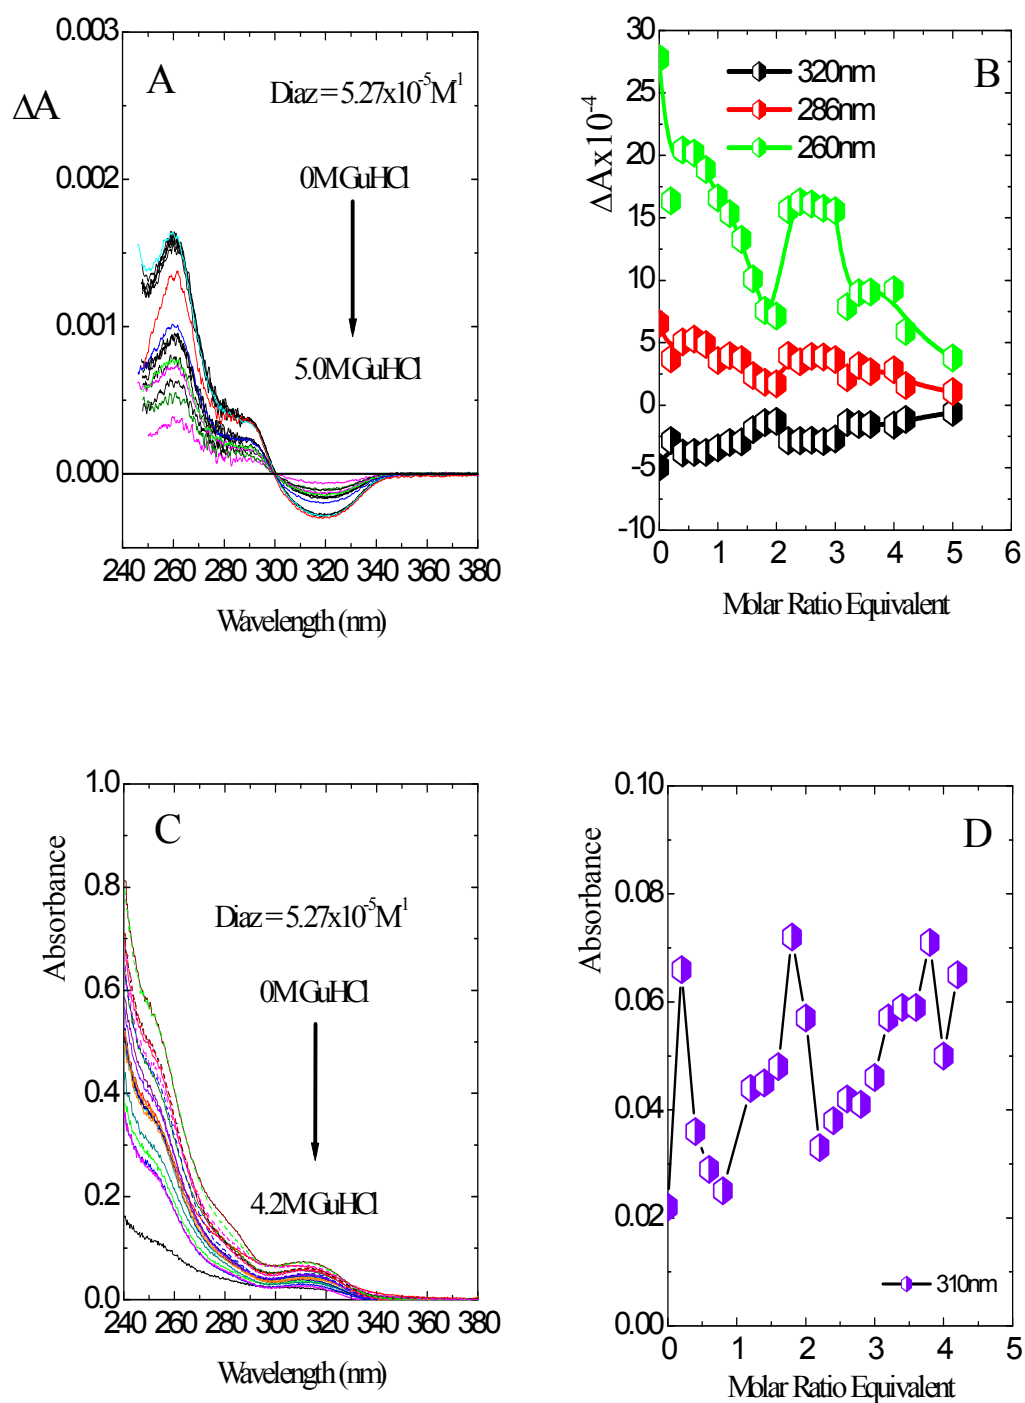 A
ΔA
Diaz = 5.27x10⁻⁵M⁻¹
0M GuHCl
5.0M GuHCl
0.003
0.002
0.001
0.000
240 260 280 300 320 340 360 380
Wavelength (nm)
B
320nm
286nm
260nm
ΔAx10⁻⁴
30
25
20
15
10
5
0
-5
-10
0 1 2 3 4 5 6
Molar Ratio Equivalent
C
Diaz = 5.27x10⁻⁵M¹
0M GuHCl
4.2M GuHCl
Absorbance
1.0
0.8
0.6
0.4
0.2
0.0
240 260 280 300 320 340 360 380
Wavelength (nm)
D
Absorbance
0.10
0.08
0.06
0.04
0.02
0.00
310nm
0 1 2 3 4 5
Molar Ratio Equivalent